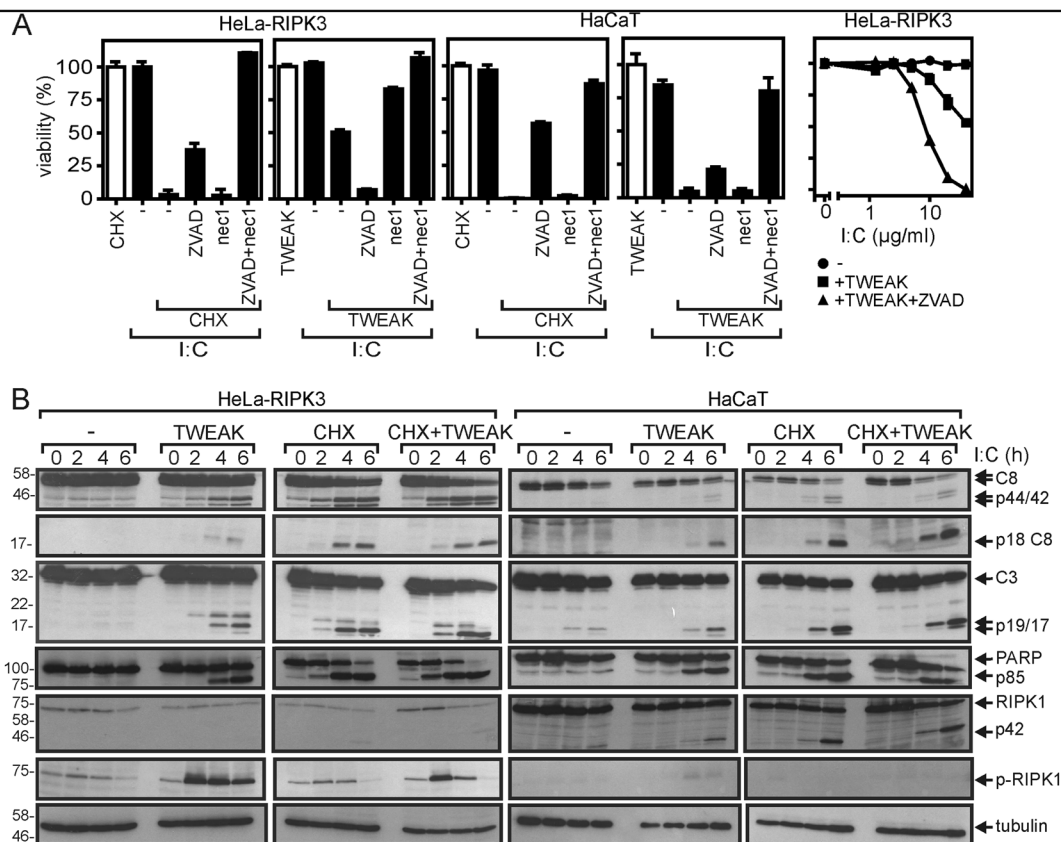 A
HeLa-RIPK3
HaCaT
HeLa-RIPK3
viability (%)
100
75
50
25
0
CHX
-
-
ZVAD
nec1
ZVAD+nec1
CHX
I:C
TWEAK
-
-
ZVAD
nec1
ZVAD+nec1
TWEAK
I:C
CHX
-
-
ZVAD
nec1
ZVAD+nec1
CHX
I:C
TWEAK
-
-
ZVAD
nec1
ZVAD+nec1
TWEAK
I:C
0 1 10
I:C (µg/ml)
-
+TWEAK
+TWEAK+ZVAD
B
HeLa-RIPK3 HaCaT
- TWEAK CHX CHX+TWEAK - TWEAK CHX CHX+TWEAK
0 2 4 6 0 2 4 6 0 2 4 6 0 2 4 6 0 2 4 6 0 2 4 6 0 2 4 6 0 2 4 6 I:C (h)
58-
46-
C8
p44/42
17-
p18 C8
32-
22-
17-
C3
p19/17
100-
75-
PARP
p85
75-
58-
46-
RIPK1
p42
75-
p-RIPK1
58-
46-
tubulin